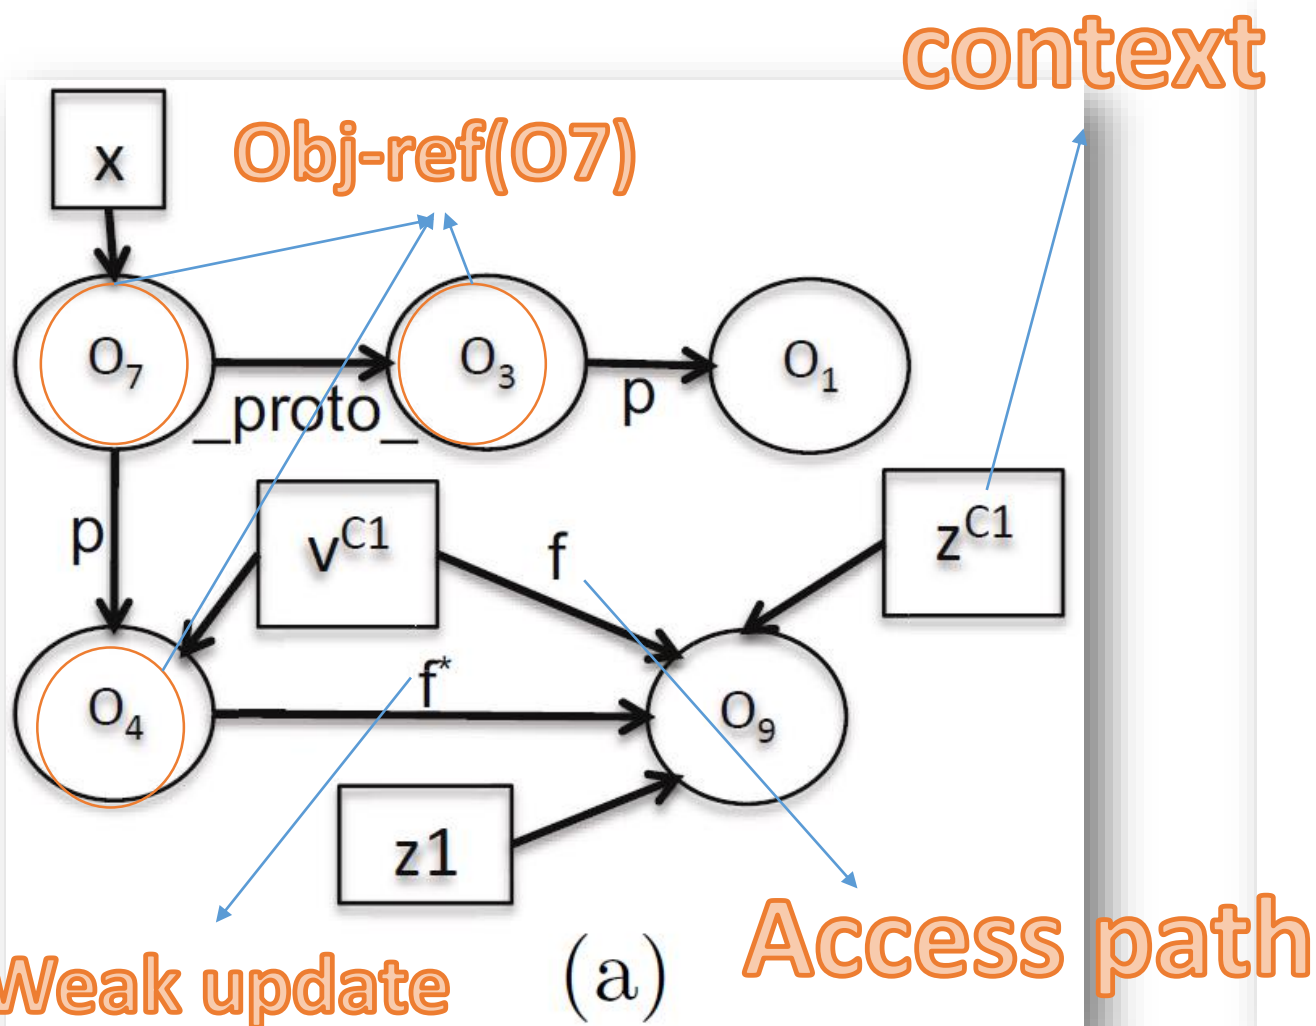 context
x
Obj-ref(O7)
O7
O3
O1
_proto_
p
p
vC1
f
zC1
O4
f*
O9
z1
Access path
Weak update
(a)